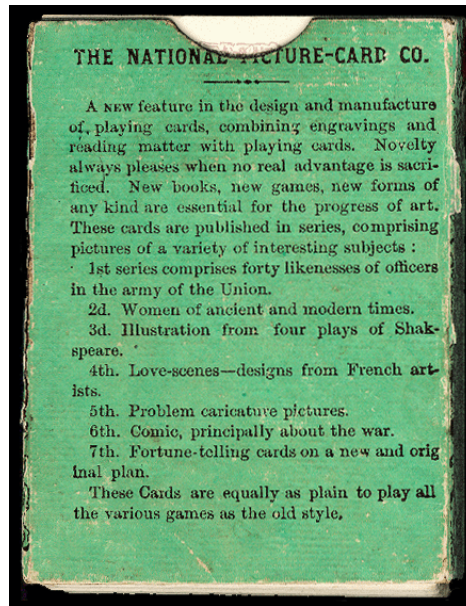 THE NATIONAL PICTURE-CARD CO.
A NEW feature in the design and manufacture
of playing cards, combining engravings and
reading matter with playing cards. Novelty
always pleases when no real advantage is sacri-
ficed. New books, new games, new forms of
any kind are essential for the progress of art.
These cards are published in series, comprising
pictures of a variety of interesting subjects :
1st series comprises forty likenesses of officers
in the army of the Union.
2d. Women of ancient and modern times.
3d. Illustration from four plays of Shak-
speare.
4th. Love-scenes—designs from French art-
ists.
5th. Problem caricature pictures.
6th. Comic, principally about the war.
7th. Fortune-telling cards on a new and orig
inal plan.
These Cards are equally as plain to play all
the various games as the old style.